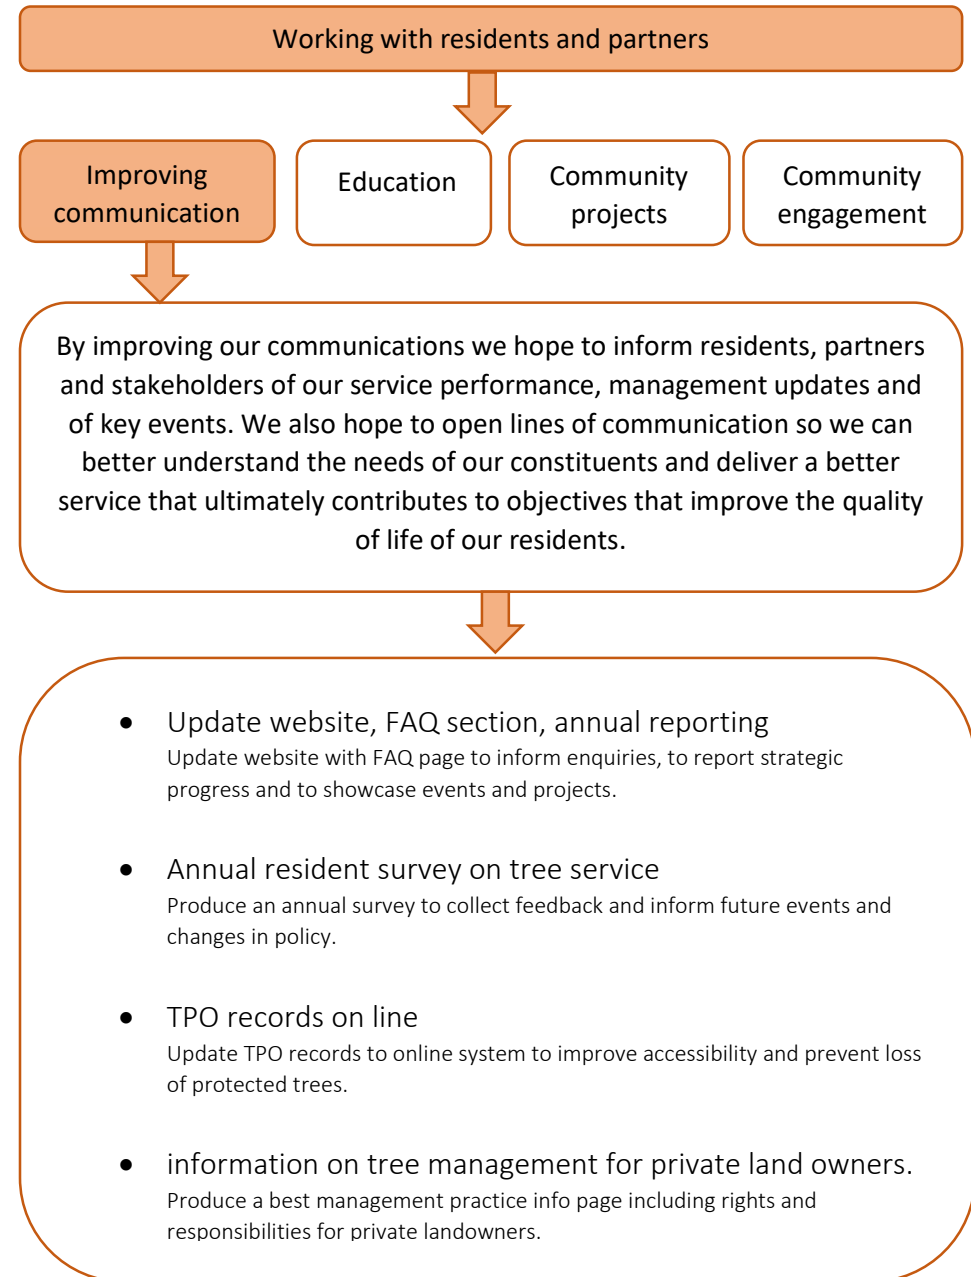 Working with residents and partners
Improving
communication
Education
Community
projects
Community
engagement
By improving our communications we hope to inform residents, partners
and stakeholders of our service performance, management updates and
of key events. We also hope to open lines of communication so we can
better understand the needs of our constituents and deliver a better
service that ultimately contributes to objectives that improve the quality
of life of our residents.
• Update website, FAQ section, annual reporting
Update website with FAQ page to inform enquiries, to report strategic
progress and to showcase events and projects.
• Annual resident survey on tree service
Produce an annual survey to collect feedback and inform future events and
changes in policy.
• TPO records on line
Update TPO records to online system to improve accessibility and prevent loss
of protected trees.
• information on tree management for private land owners.
Produce a best management practice info page including rights and
responsibilities for private landowners.